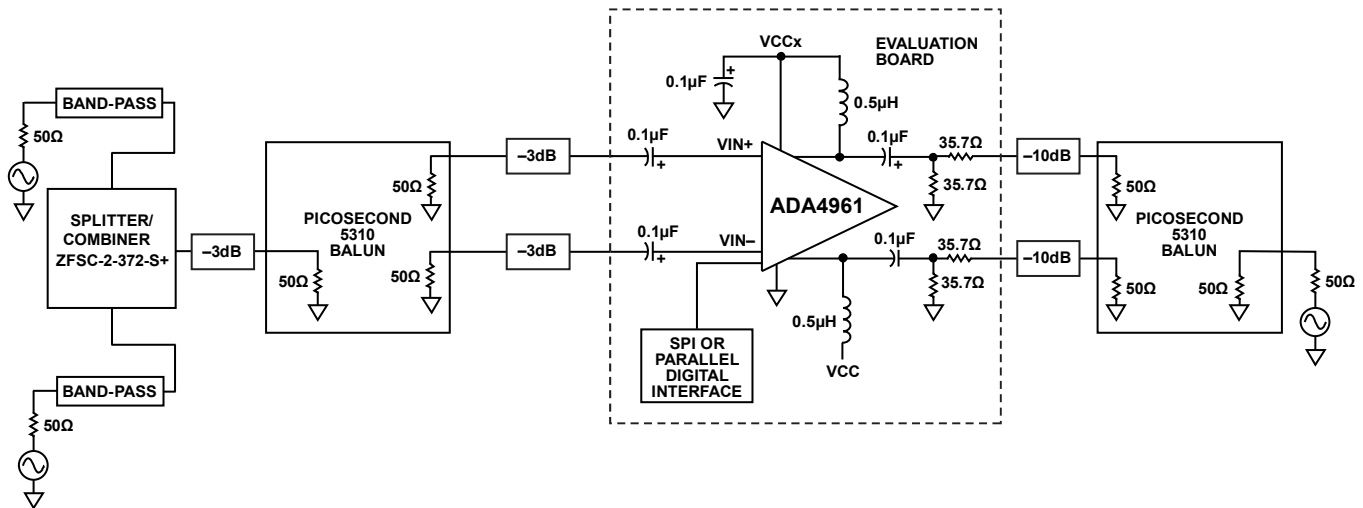 BAND-PASS
50Ω
SPLITTER/
COMBINER
ZFSC-2-372-S+
BAND-PASS
50Ω
–3dB
50Ω
PICOSECOND
5310
BALUN
50Ω
50Ω
–3dB
–3dB
EVALUATION
BOARD
VCCx
+
0.1µF
0.5µH
0.1µF
+
VIN+
0.1µF
+
35.7Ω
35.7Ω
ADA4961
0.1µF
+
VIN–
0.1µF
35.7Ω
35.7Ω
0.5µH
VCC
SPI OR
PARALLEL
DIGITAL
INTERFACE
–10dB
–10dB
50Ω
PICOSECOND
5310
BALUN
50Ω
50Ω
50Ω